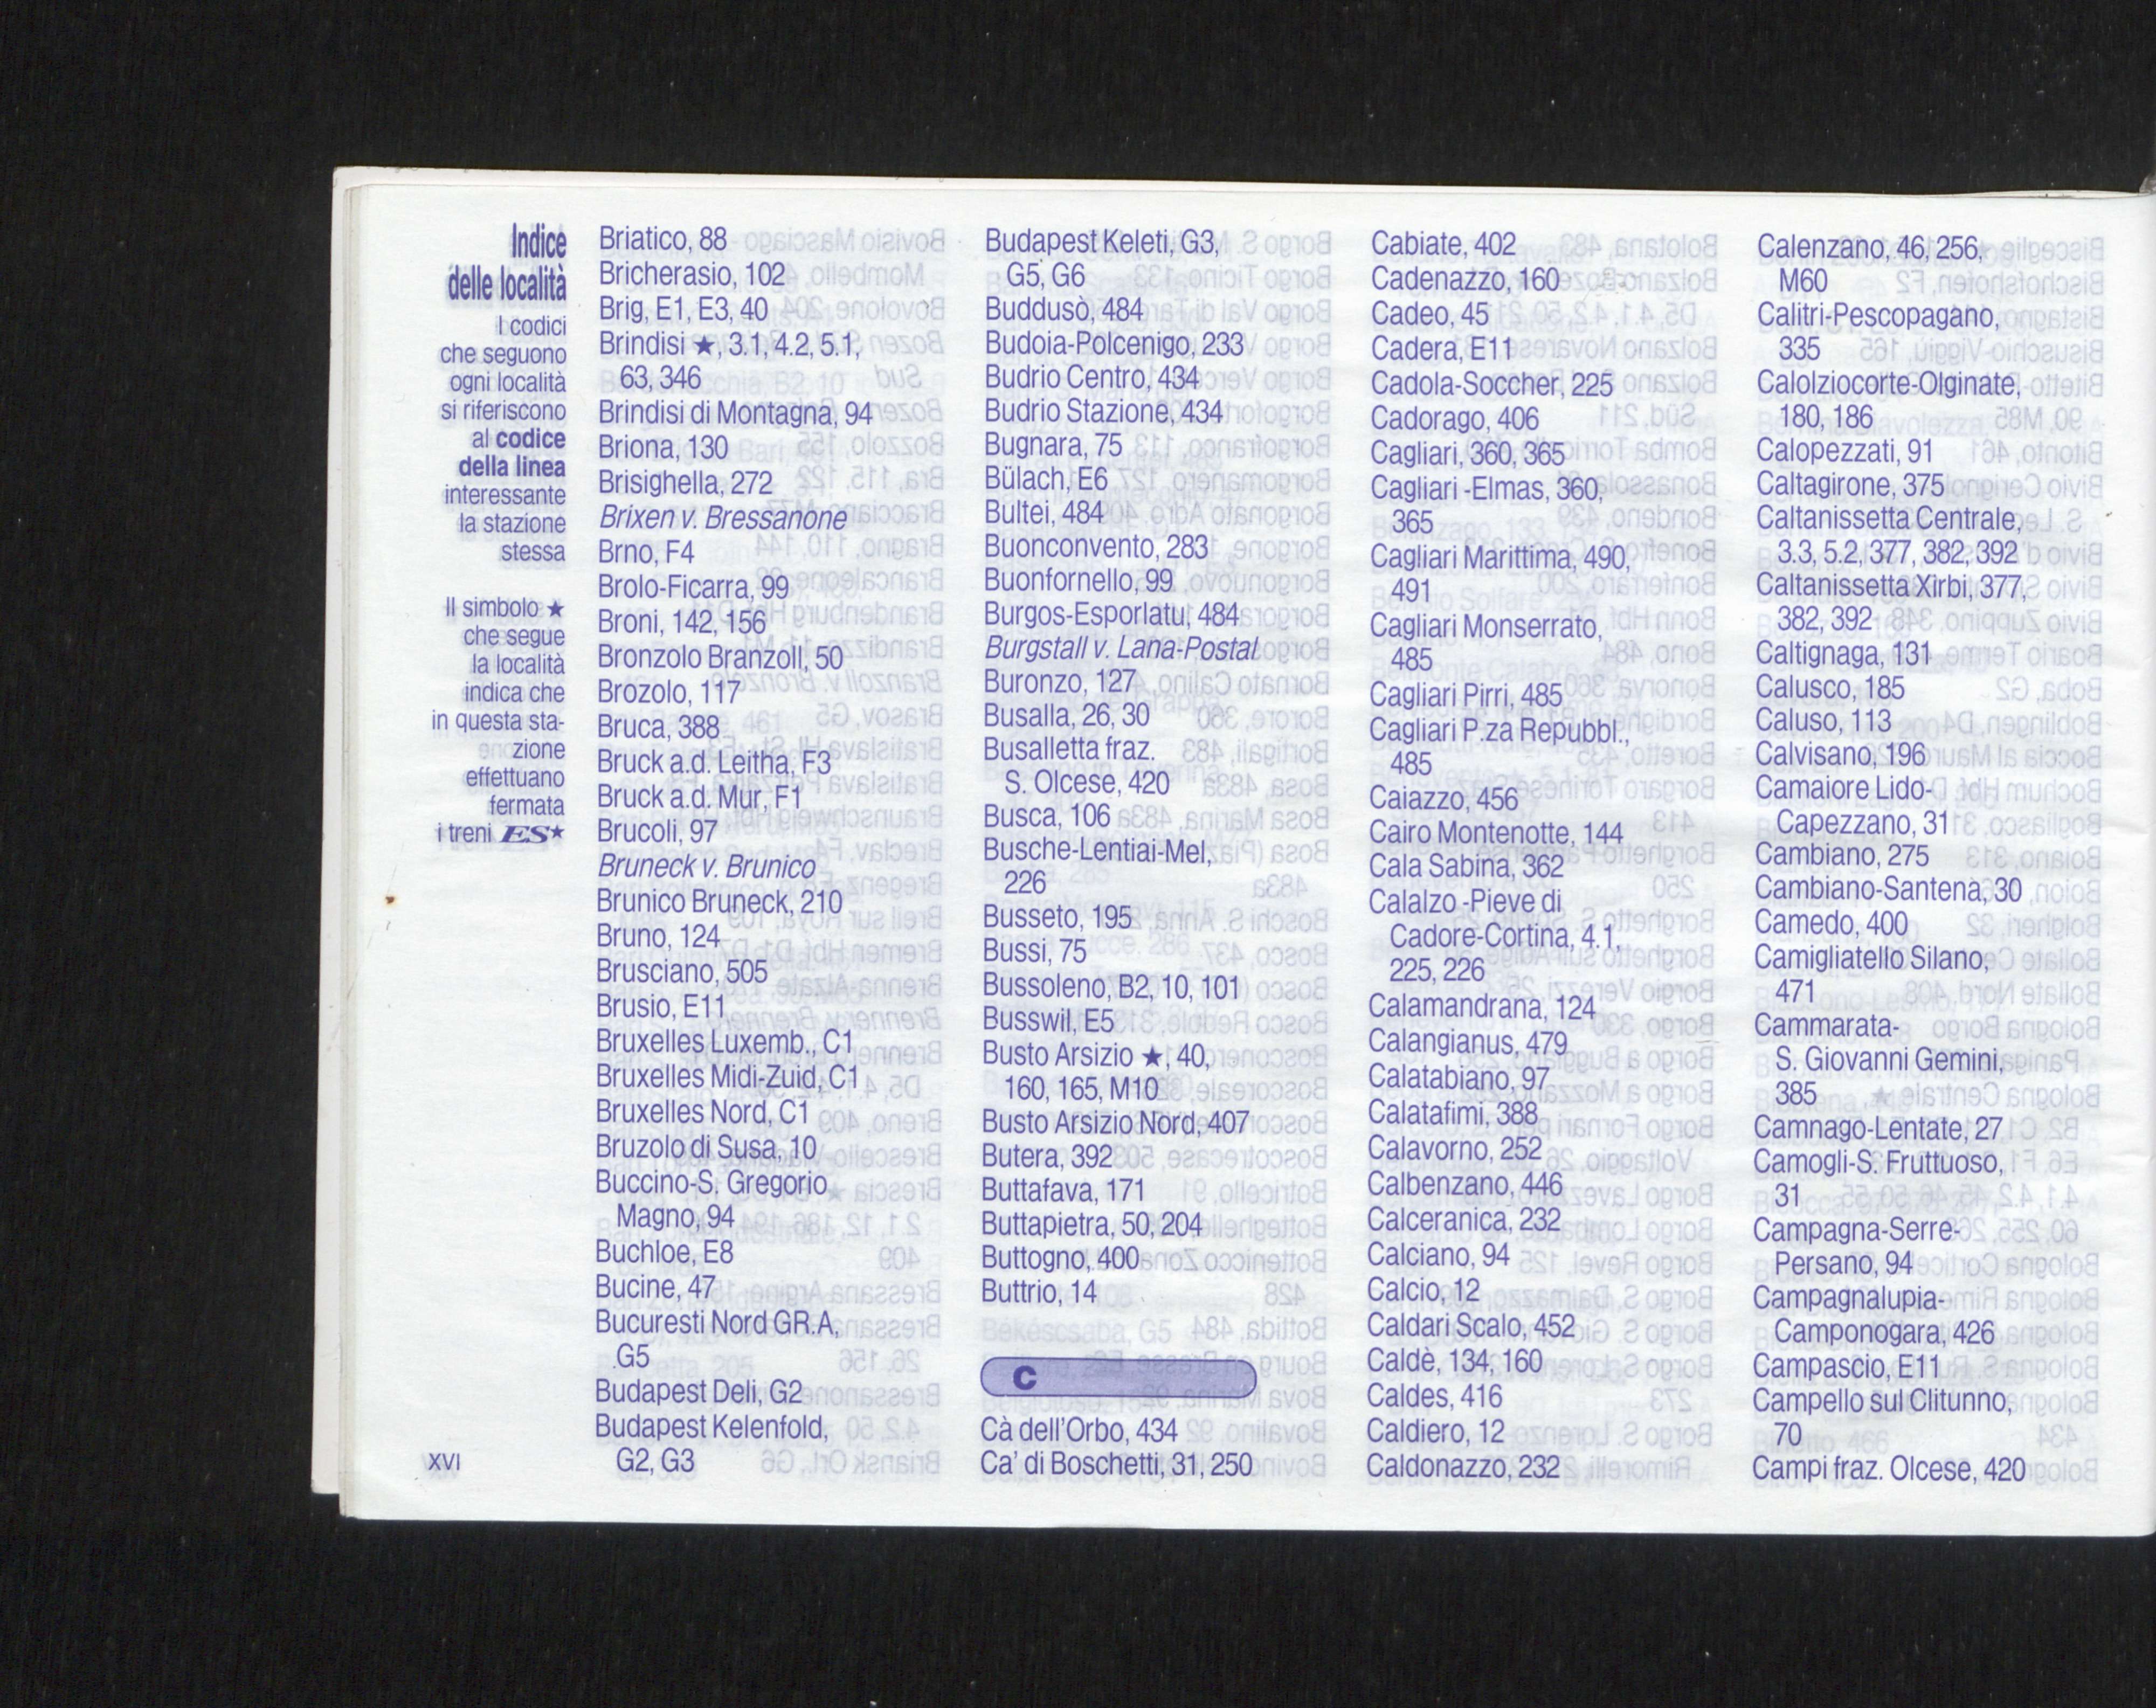 Indice
delle località
I codici
che seguono
ogni località
si riferiscono
al codice
della linea
interessante
la stazione
stessa
Il simbolo ★
che segue
la località
indica che
in questa sta-
zione
effettuano
fermata
i treni ES★
XVI
Briatico, 88
Bricherasio, 102
Brig, E1, E3, 40
Brindisi ★, 3.1, 4.2, 5.1,
63, 346
Brindisi di Montagna, 94
Briona, 130
Brisighella, 272
Brixen v. Bressanone
Brno, F4
Brolo-Ficarra, 99
Broni, 142, 156
Bronzolo Branzoll, 50
Brozolo, 117
Bruca, 388
Bruck a.d. Leitha, F3
Bruck a.d. Mur, F1
Brucoli, 97
Bruneck v. Brunico
Brunico Bruneck, 210
Bruno, 124
Brusciano, 505
Brusio, E11
Bruxelles Luxemb., C1
Bruxelles Midi-Zuid, C1
Bruxelles Nord, C1
Bruzolo di Susa, 10
Buccino-S. Gregorio
Magno, 94
Buchloe, E8
Bucine, 47
Bucuresti Nord GR.A,
G5
Budapest Deli, G2
Budapest Kelenfold,
G2, G3
Budapest Keleti, G3,
G5, G6
Buddusò, 484
Budoia-Polcenigo, 233
Budrio Centro, 434
Budrio Stazione, 434
Bugnara, 75
Bülach, E6
Bultei, 484
Buonconvento, 283
Buonfornello, 99
Burgos-Esporlatu, 484
Burgstall v. Lana-Postal
Buronzo, 127
Busalla, 26, 30
Busalletta fraz.
S. Olcese, 420
Busca, 106
Busche-Lentiai-Mel,
226
Busseto, 195
Bussi, 75
Bussoleno, B2, 10, 101
Busswil, E5
Busto Arsizio ★, 40,
160, 165, M10
Busto Arsizio Nord, 407
Butera, 392
Buttafava, 171
Buttapietra, 50, 204
Buttogno, 400
Buttrio, 14
C
Cà dell'Orbo, 434
Ca' di Boschetti, 31, 250
Cabiate, 402
Cadenazzo, 160
Cadeo, 45
Cadera, E11
Cadola-Soccher, 225
Cadorago, 406
Cagliari, 360, 365
Cagliari -Elmas, 360,
365
Cagliari Marittima, 490,
491
Cagliari Monserrato,
485
Cagliari Pirri, 485
Cagliari P.za Repubbl.,
485
Caiazzo, 456
Cairo Montenotte, 144
Cala Sabina, 362
Calalzo -Pieve di
Cadore-Cortina, 4.1,
225, 226
Calamandrana, 124
Calangianus, 479
Calatabiano, 97
Calatafimi, 388
Calavorno, 252
Calbenzano, 446
Calceranica, 232
Calciano, 94
Calcio, 12
Caldari Scalo, 452
Caldè, 134, 160
Caldes, 416
Caldiero, 12
Caldonazzo, 232
Calenzano, 46, 256,
M60
Calitri-Pescopagano,
335
Calolziocorte-Olginate,
180, 186
Calopezzati, 91
Caltagirone, 375
Caltanissetta Centrale,
3.3, 5.2, 377, 382, 392
Caltanissetta Xirbi, 377,
382, 392
Caltignaga, 131
Calusco, 185
Caluso, 113
Calvisano, 196
Camaiore Lido-
Capezzano, 31
Cambiano, 275
Cambiano-Santena, 30
Camedo, 400
Camigliatello Silano,
471
Cammarata-
S. Giovanni Gemini,
385
Camnago-Lentate, 27
Camogli-S. Fruttuoso,
31
Campagna-Serre-
Persano, 94
Campagnalupia-
Camponogara, 426
Campascio, E11
Campello sul Clitunno,
70
Campi fraz. Olcese, 420